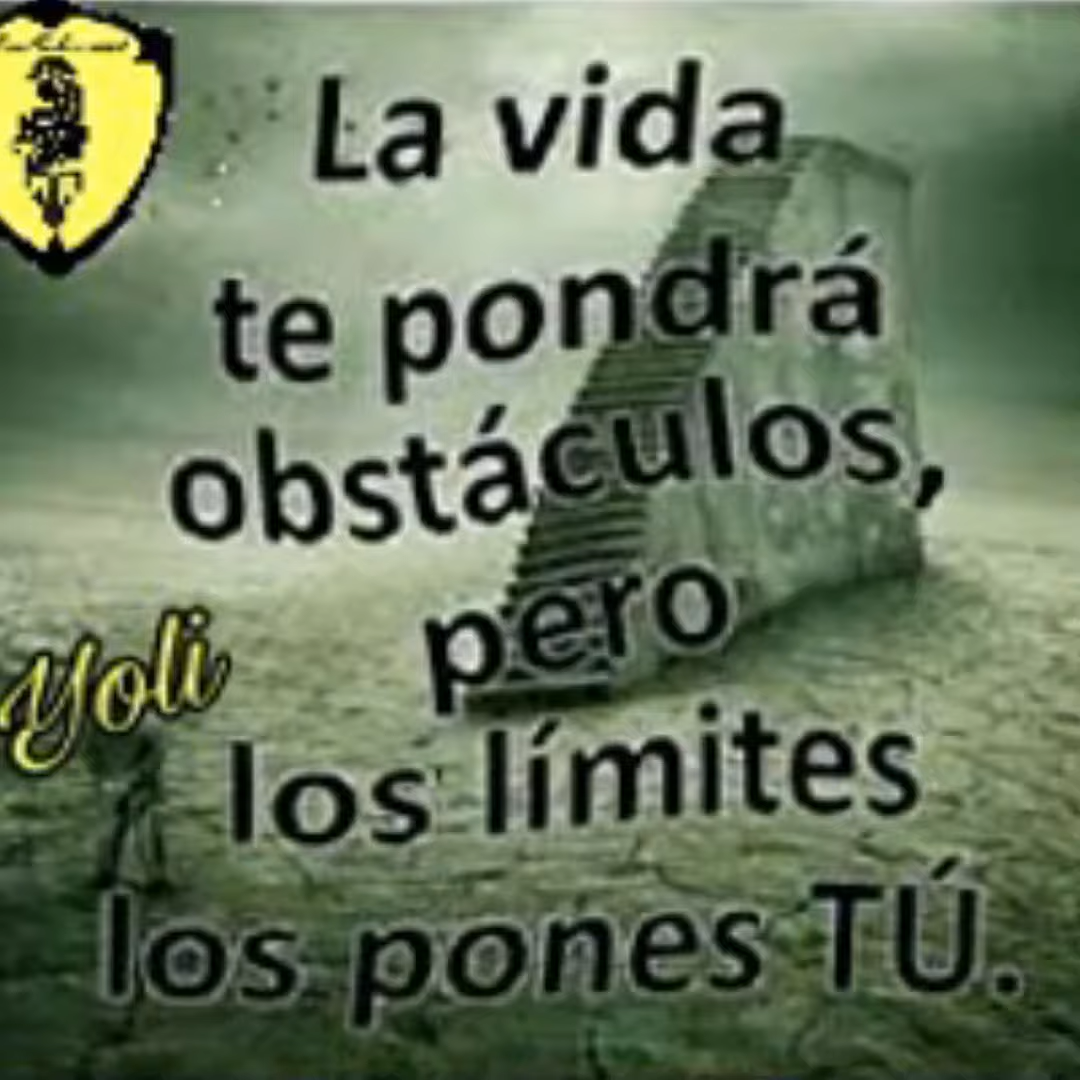 La vida
te pondrá
obstáculos,
pero
Yoli
los límites
los pones TÚ.